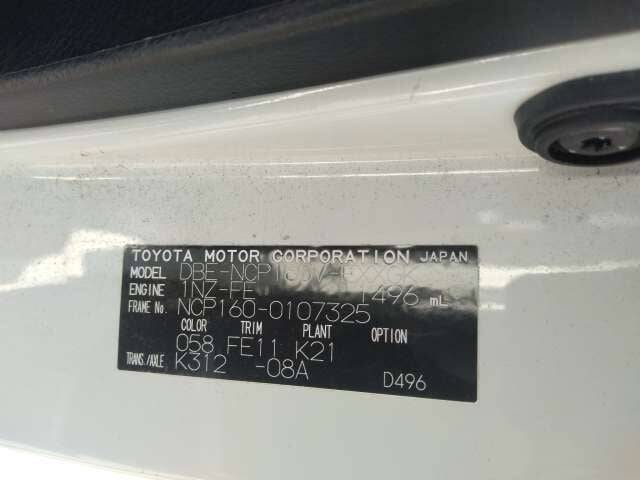 TOYOTA MOTOR CORPORATION JAPAN
MODEL
ENGINE 1NZ-FE 1496 mL
FRAME No. NCP160-0107325
COLOR TRIM PLANT OPTION
058 FE11 K21
TRANS./AXLE K312 -08A
D496